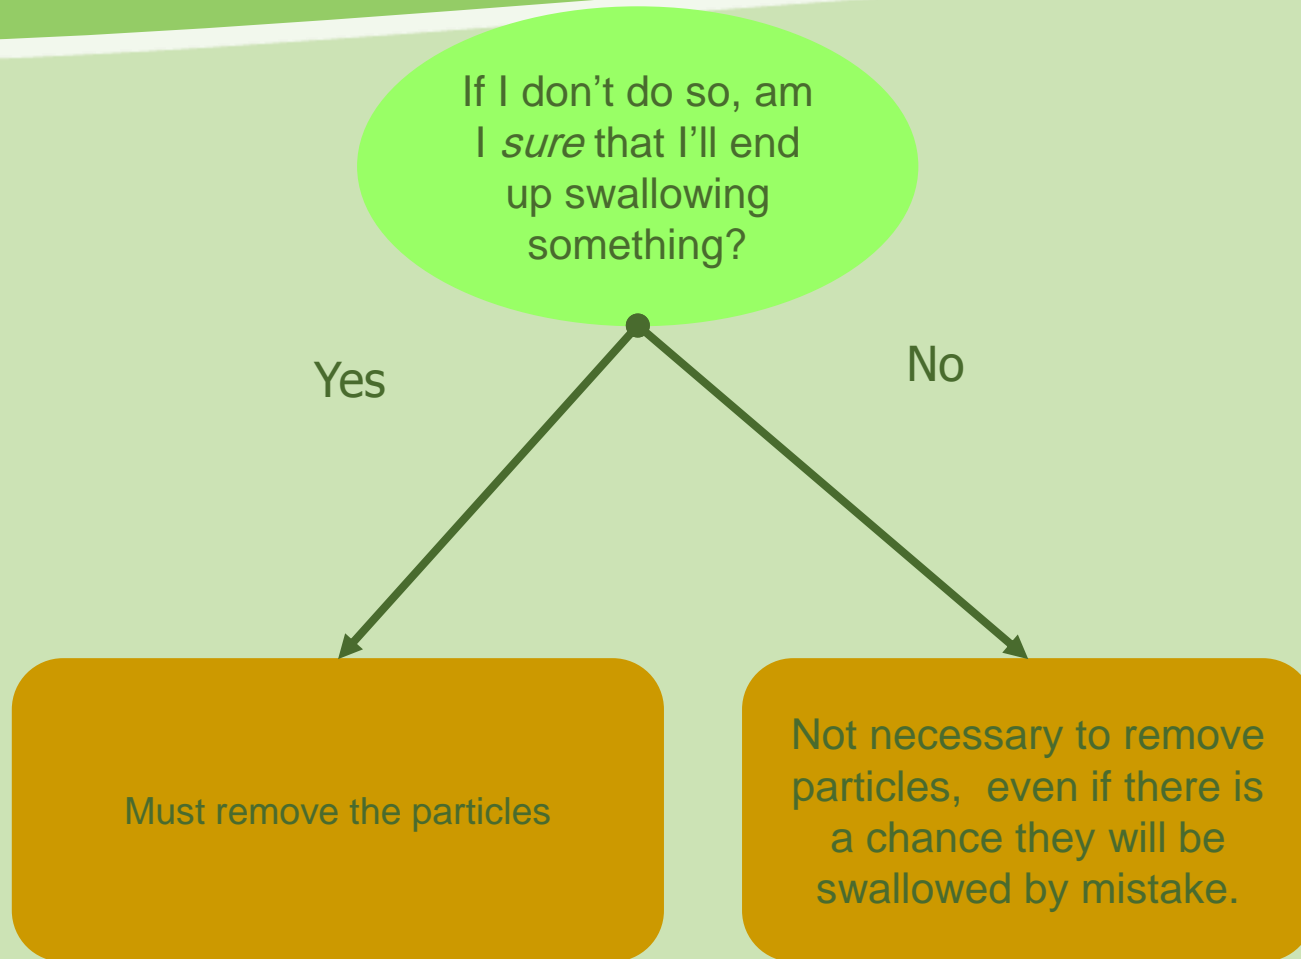 If I don’t do so, am
I sure that I’ll end
up swallowing
something?
Yes
No
Must remove the particles
Not necessary to remove
particles,  even if there is
a chance they will be
swallowed by mistake.